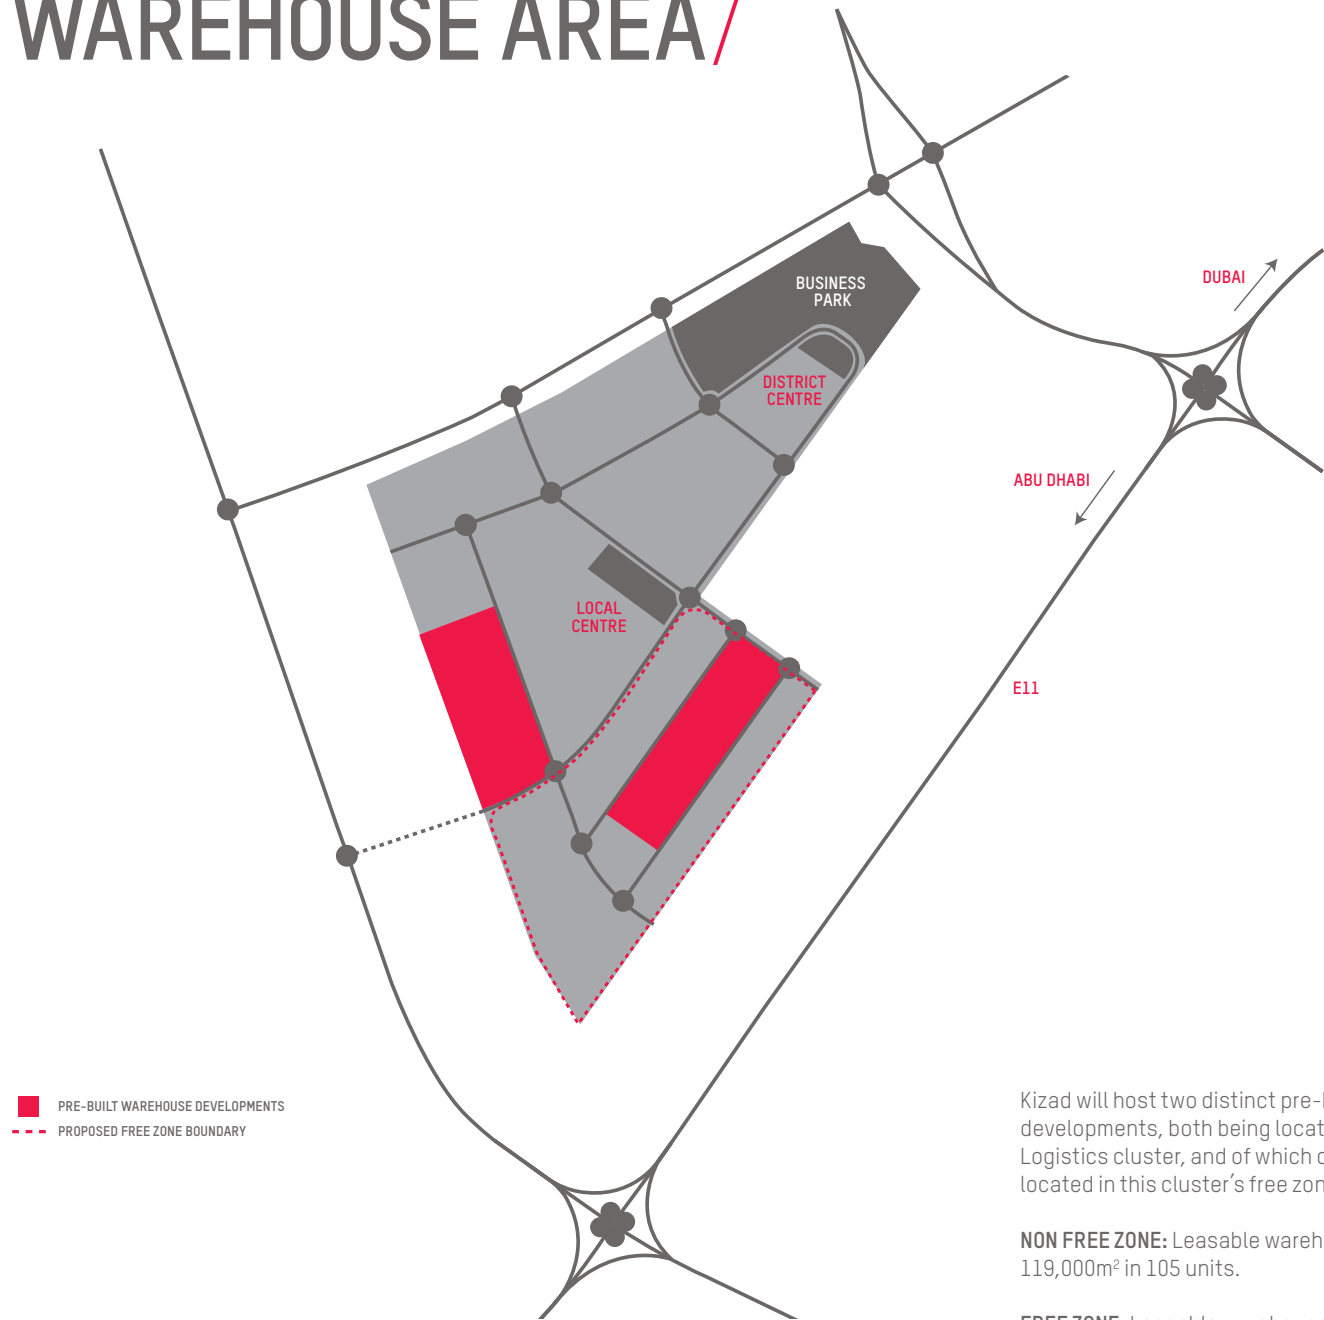 WAREHOUSE AREA/
BUSINESS
PARK
DUBAI
DISTRICT
CENTRE
ABU DHABI
LOCAL
CENTRE
E11
PRE-BUILT WAREHOUSE DEVELOPMENTS
PROPOSED FREE ZONE BOUNDARY
Kizad will host two distinct pre-
developments, both being locat
Logistics cluster, and of which
located in this cluster's free zon
NON FREE ZONE: Leasable wareh
119,000m² in 105 units.